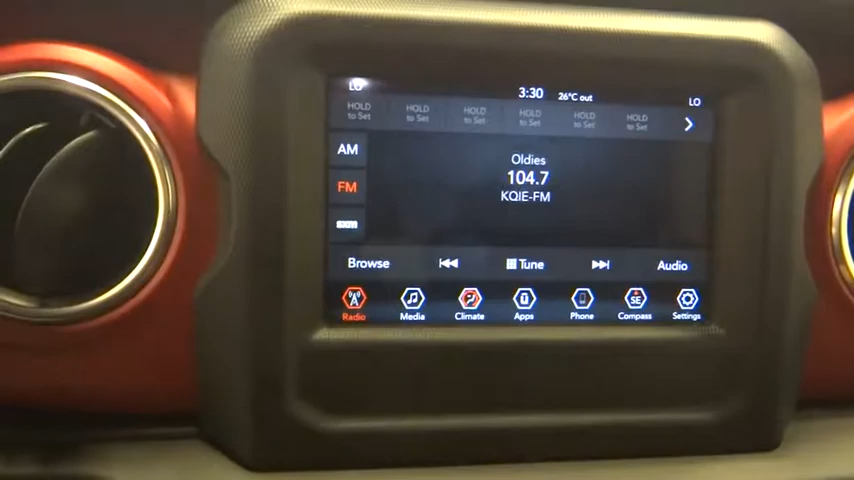 LO 3:30 26°C out LO
HOLD to Set HOLD to Set HOLD to Set HOLD to Set HOLD to Set HOLD to Set
AM
FM
SXM
Oldies
104.7
KQIE-FM
Browse Tune Audio
Radio Media Climate Apps Phone SE Compass Settings